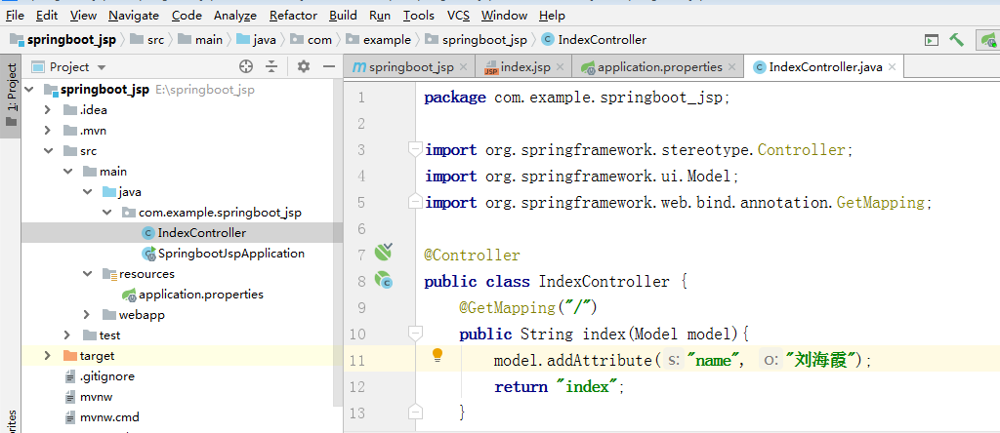 File Edit View Navigate Code Analyze Refactor Build Run Tools VCS Window Help
springboot_jsp src main java com example springboot_jsp IndexController
1: Project
Project
springboot_jsp index.jsp application.properties IndexController.java
springboot_jsp E:\springboot_jsp
.idea
.mvn
src
main
java
com.example.springboot_jsp
IndexController
SpringbootJspApplication
resources
application.properties
webapp
test
target
.gitignore
mvnw
mvnw.cmd
1 package com.example.springboot_jsp;
2
3 import org.springframework.stereotype.Controller;
4 import org.springframework.ui.Model;
5 import org.springframework.web.bind.annotation.GetMapping;
6
7 @Controller
8 public class IndexController {
9 @GetMapping("/")
10 public String index(Model model){
11 model.addAttribute( s: "name", o: "刘海霞");
12 return "index";
13 }